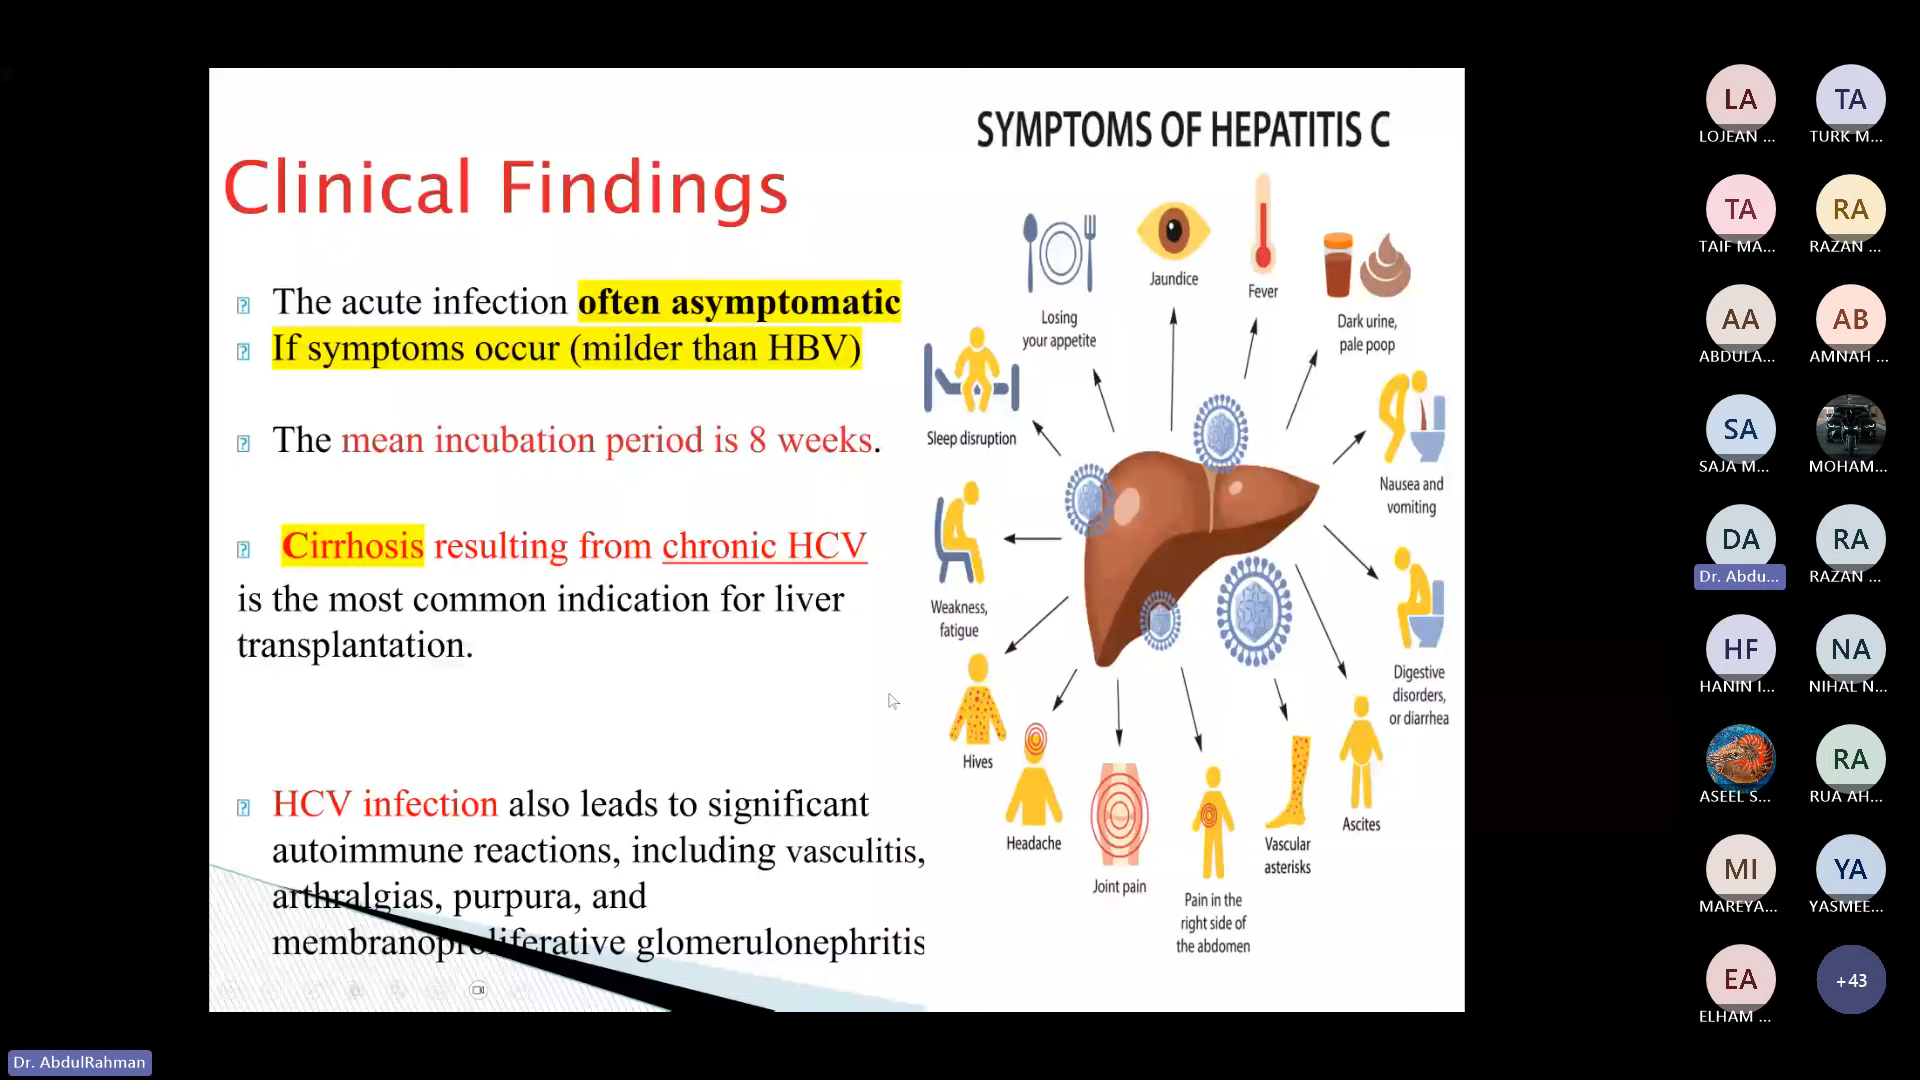 SYMPTOMS OF HEPATITIS C
Clinical Findings
The acute infection often asymptomatic
If symptoms occur (milder than HBV)
The mean incubation period is 8 weeks.
Cirrhosis resulting from chronic HCV
is the most common indication for liver
transplantation.
HCV infection also leads to significant
autoimmune reactions, including vasculitis,
arthralgias, purpura, and
membranoproliferative glomerulonephritis
Losing
your appetite
Jaundice
Fever
Dark urine,
pale poop
Sleep disruption
Nausea and
vomiting
Weakness,
fatigue
Digestive
disorders,
or diarrhea
Hives
Headache
Joint pain
Pain in the
right side of
the abdomen
Vascular
asterisks
Ascites
LA
LOJEAN ...
TA
TURK M...
TA
TAIF MA...
RA
RAZAN ...
AA
ABDULA...
AB
AMNAH ...
SA
SAJA M...
MOHAM...
DA
Dr. Abdu...
RA
RAZAN ...
HF
HANIN I...
NA
NIHAL N...
ASEEL S...
RA
RUA AH...
MI
MAREYA...
YA
YASMEE...
EA
ELHAM ...
+43
Dr. AbdulRahman